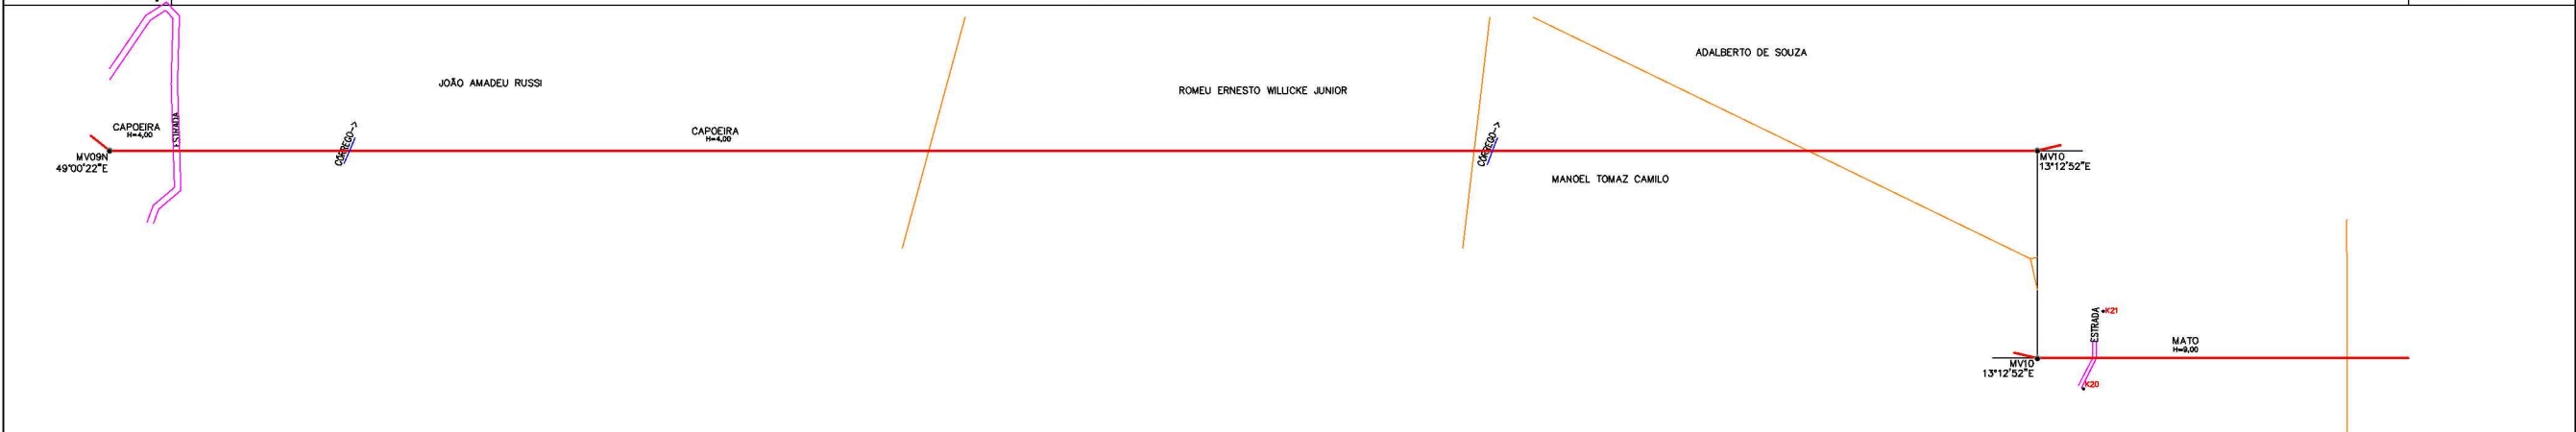 ADALBERTO DE SOUZA
JOÃO AMADEU RUSSI
ROMEU ERNESTO WILLICKE JUNIOR
CAPOEIRA
H=4,00
ESTRADA
CÓRREGO->
CAPOEIRA
H=4,00
CÓRREGO->
MV09N
49°00'22"E
MV10
13°12'52"E
MANOEL TOMAZ CAMILO
ESTRADA
K21
MATO
H=9,00
MV10
13°12'52"E
K20